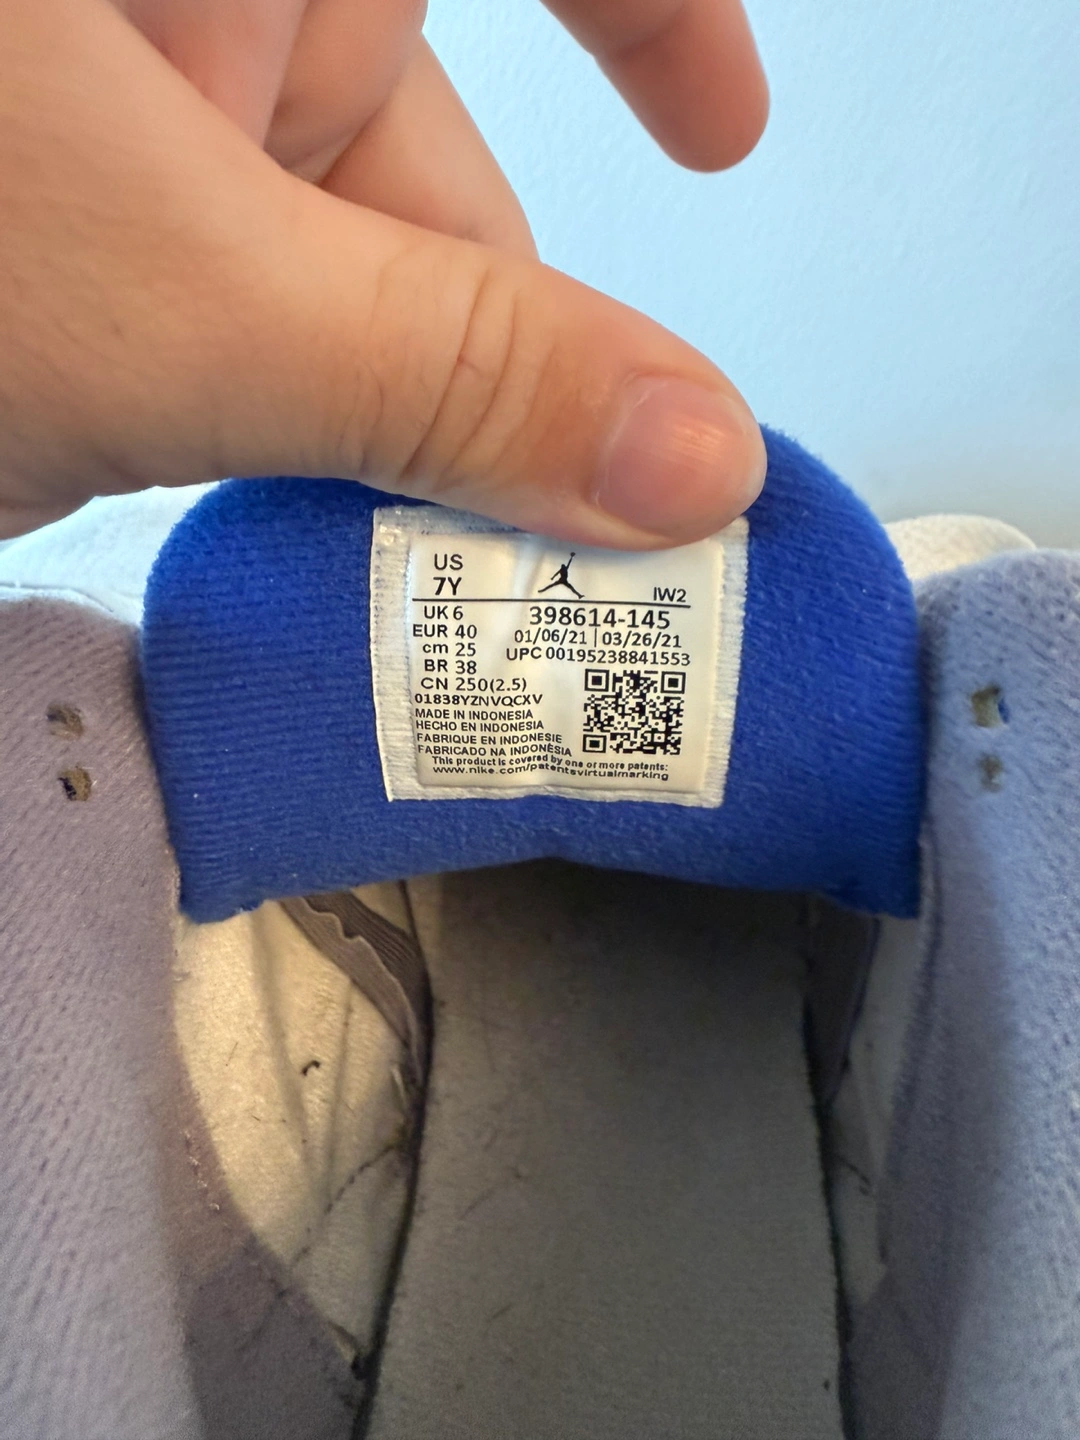 US
7Y
IW2
UK 6
398614-145
EUR 40
01/06/21 | 03/26/21
cm 25
UPC 00195238841553
BR 38
CN 250(2.5)
01838YZNVQCXV
MADE IN INDONESIA
HECHO EN INDONESIA
FABRIQUE EN INDONESIE
FABRICADO NA INDONÉSIA
This product is covered by one or more patents:
www.nike.com/patentsvirtualmarking